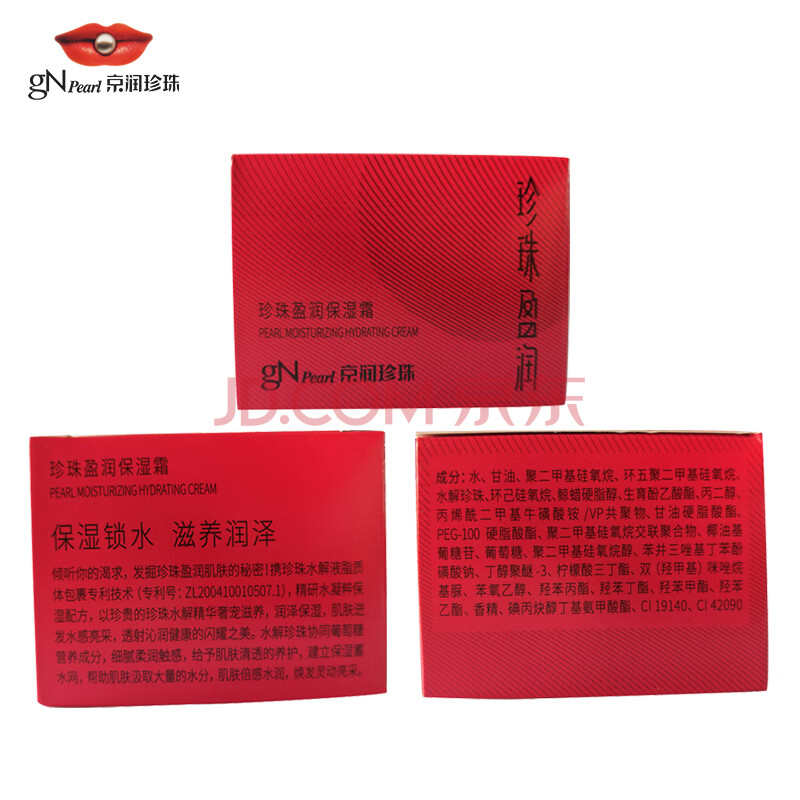 gN Pearl 京润珍珠
珍珠盈润
珍珠盈润保湿霜
PEARL MOISTURIZING HYDRATING CREAM
gN Pearl 京润珍珠
JD.COM 京东
珍珠盈润保湿霜
PEARL MOISTURIZING HYDRATING CREAM
保湿锁水 滋养润泽
倾听你的渴求，发掘珍珠盈润肌肤的秘密!携珍珠水解液脂质
体包裹专利技术（专利号：ZL200410010507.1），精研水凝种保
湿配方，以珍贵的珍珠水解精华奢宠滋养，润泽保湿，肌肤迸
发水感亮采，透射沁润健康的闪耀之美。水解珍珠协同葡萄糖
营养成分，细腻柔润触感，给予肌肤清透的养护，建立保湿蓄
水网，帮助肌肤汲取大量的水分，肌肤倍感水润，焕发灵动亮采。
成分：水、甘油、聚二甲基硅氧烷、环五聚二甲基硅氧烷、
水解珍珠、环己硅氧烷、鲸蜡硬脂醇、生育酚乙酸酯、丙二醇、
丙烯酰二甲基牛磺酸铵/VP共聚物、甘油硬脂酸酯、
PEG-100 硬脂酸酯、聚二甲基硅氧烷交联聚合物、椰油基
葡糖苷、葡萄糖、聚二甲基硅氧烷醇、苯并三唑基丁苯酚
磺酸钠、丁醇聚醚-3、柠檬酸三丁酯、双（羟甲基）咪唑烷
基脲、苯氧乙醇、羟苯丙酯、羟苯丁酯、羟苯甲酯、羟苯
乙酯、香精、碘丙炔醇丁基氨甲酸酯、CI 19140、CI 42090